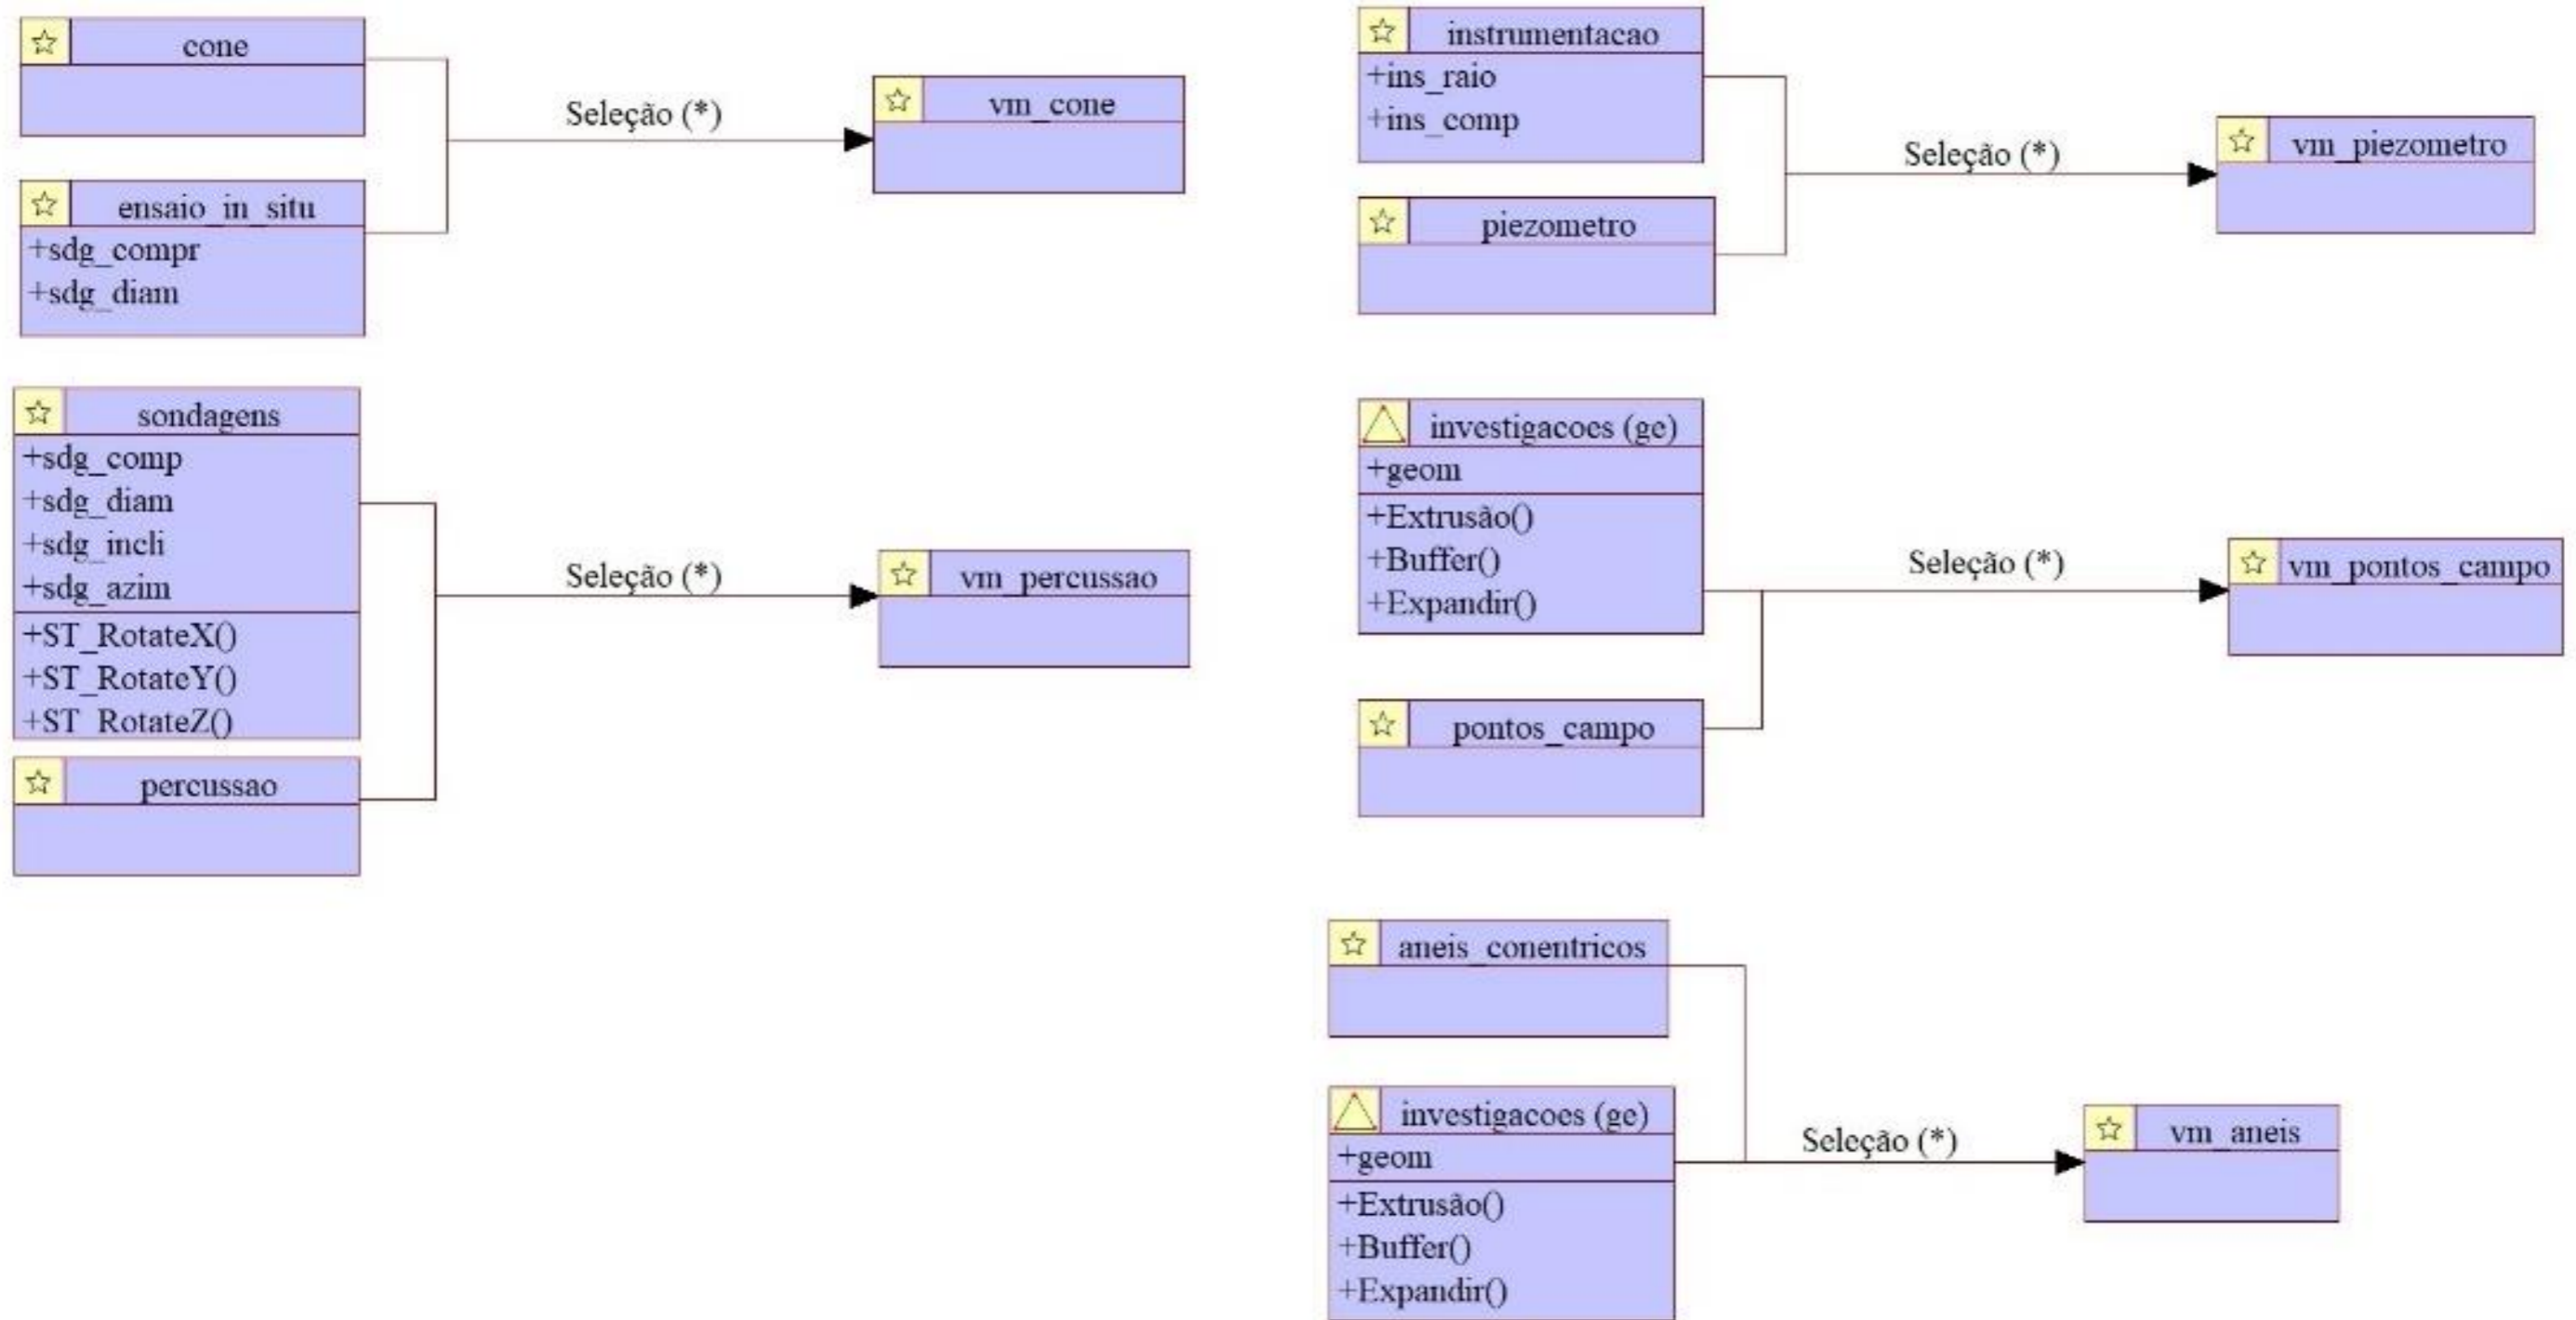 cone
ensaio_in_situ
+sdg_compr
+sdg_diam
Seleção (*)
vm_cone
sondagens
+sdg_comp
+sdg_diam
+sdg_incli
+sdg_azim
+ST_RotateX()
+ST_RotateY()
+ST_RotateZ()
percussao
Seleção (*)
vm_percussao
instrumentacao
+ins_raio
+ins_comp
piezometro
Seleção (*)
vm_piezometro
investigacoes (ge)
+geom
+Extrusão()
+Buffer()
+Expandir()
pontos_campo
Seleção (*)
vm_pontos_campo
aneis_conentricos
investigacoes (ge)
+geom
+Extrusão()
+Buffer()
+Expandir()
Seleção (*)
vm_aneis